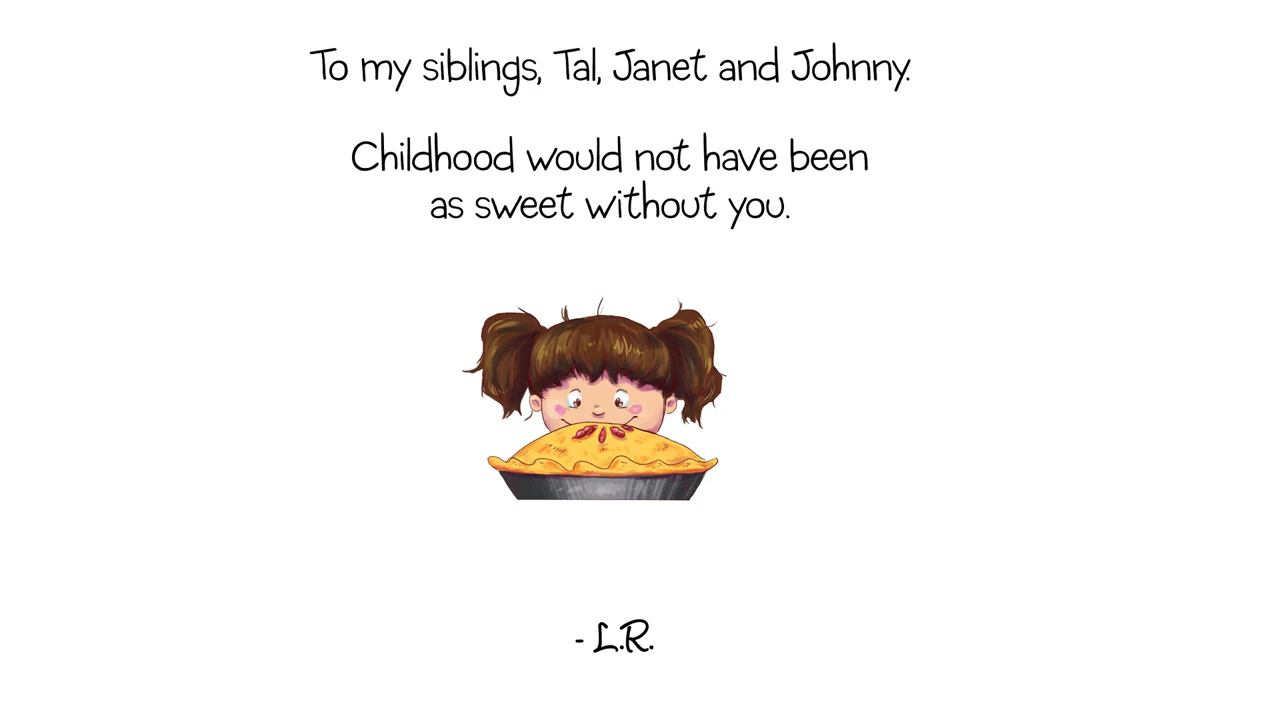 To my siblings, Tal, Janet and Johnny.
Childhood would not have been
as sweet without you.
- L.R.